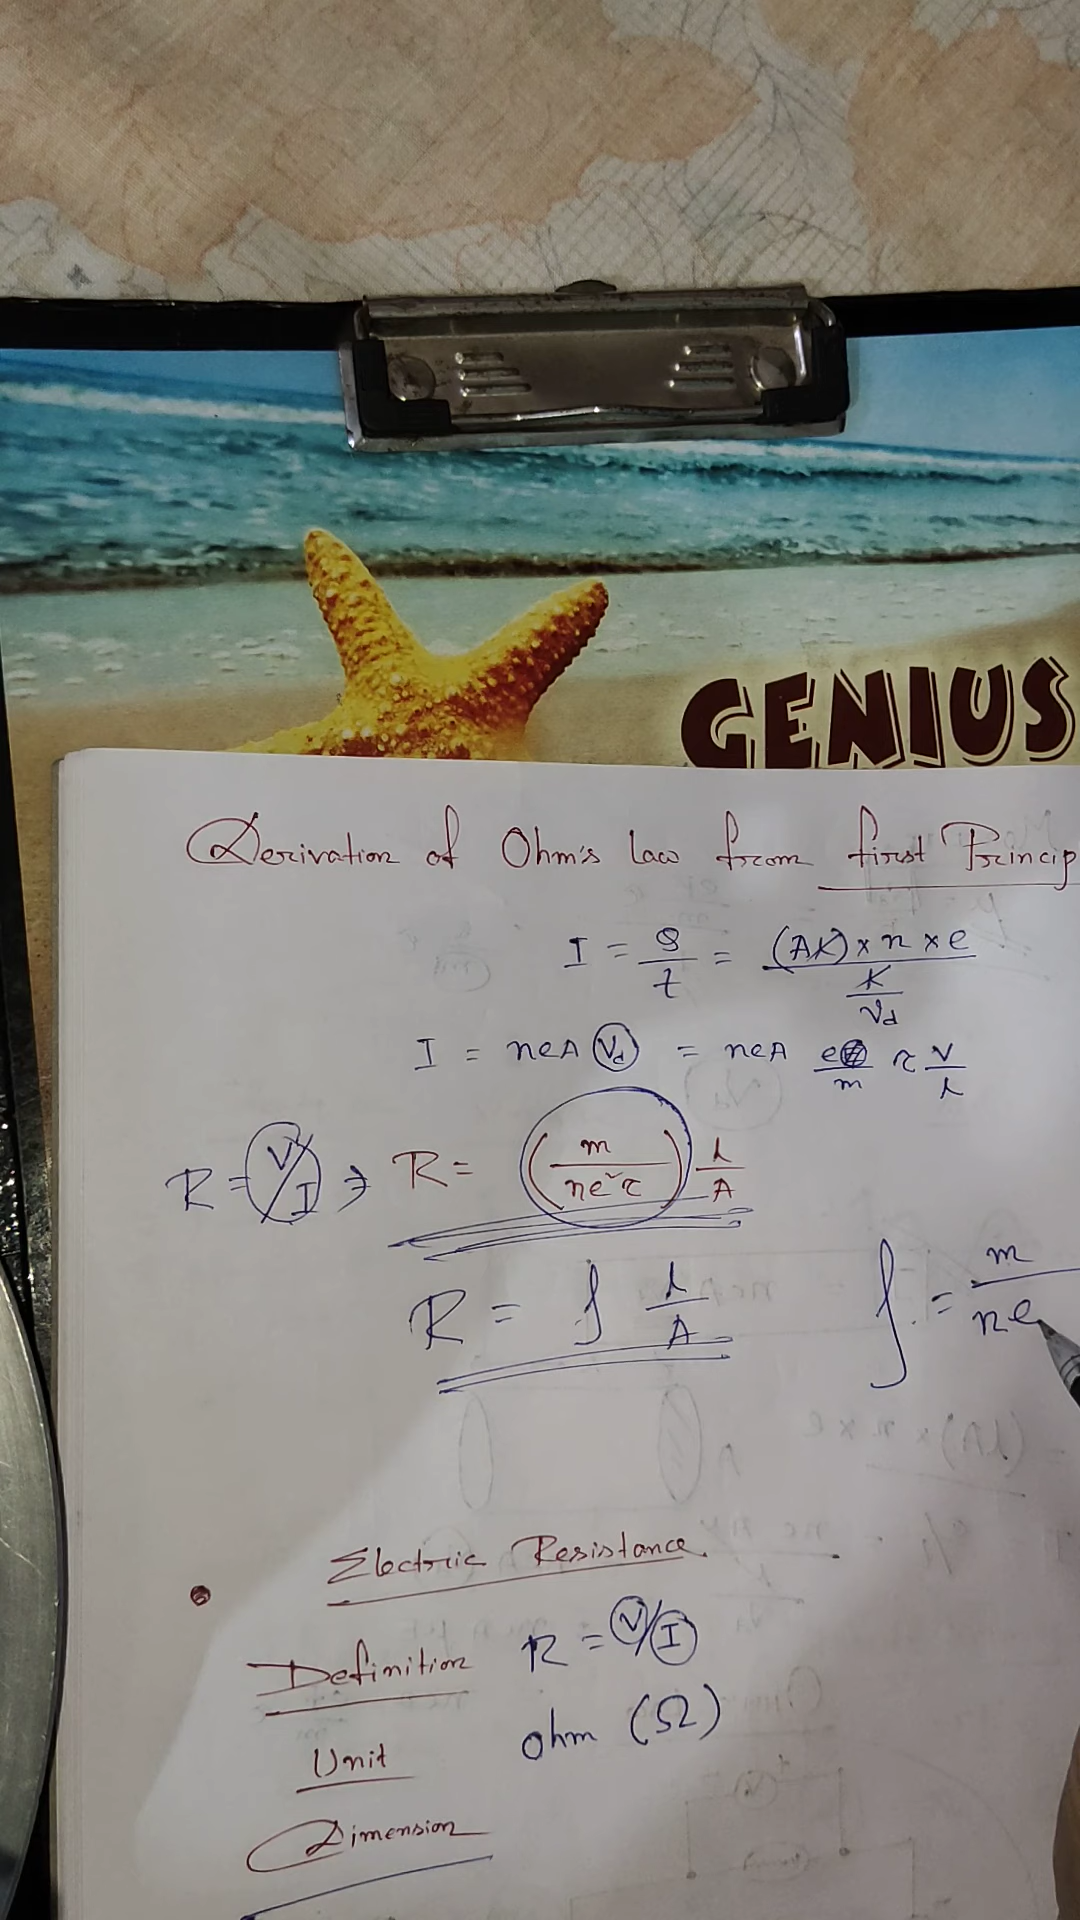 GENIUS
Derivation of Ohm's law from first Princip
I = Q/t = (Al) × n × e / (l/Vd)
I = neA Vd = neA e/m τ V/l
R = V/I ⇒ R = (m/ne²τ) l/A
R = ρ l/A ρ = m/ne
Electric Resistance.
Definition R = V/I
Unit ohm (Ω)
Dimension